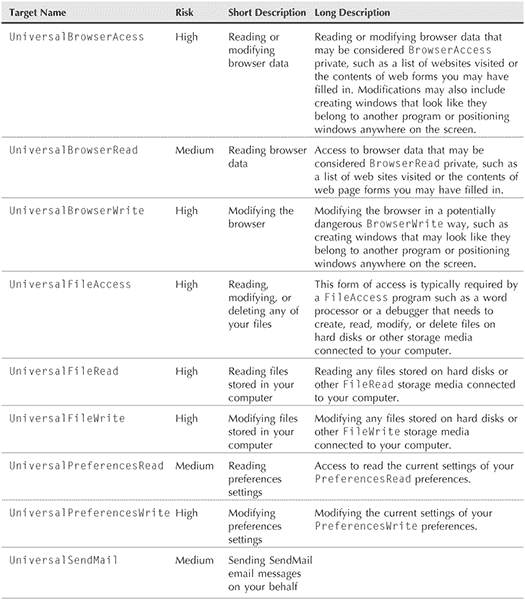 Target Name Risk Short Description Long Description
UniversalBrowserAcess High Reading or Reading or modifying browser data that
modifying may be considered BrowserAccess
browser data private, such as a list of websites visited or
the contents of web forms you may have
filled in. Modifications may also include
creating windows that look like they
belong to another program or positioning
windows anywhere on the screen.
UniversalBrowserRead Medium Reading browser Access to browser data that may be
data considered BrowserRead private, such as
a list of web sites visited or the contents of
web page forms you may have filled in.
UniversalBrowserWrite High Modifying the Modifying the browser in a potentially
browser dangerous BrowserWrite way, such as
creating windows that may look like they
belong to another program or positioning
windows anywhere on the screen.
UniversalFileAccess High Reading, This form of access is typically required by
modifying, or a FileAccess program such as a word
deleting any of processor or a debugger that needs to
your files create, read, modify, or delete files on
hard disks or other storage media
connected to your computer.
UniversalFileRead High Reading files Reading any files stored on hard disks or
stored in your other FileRead storage media connected
computer to your computer.
UniversalFileWrite High Modifying files Modifying any files stored on hard disks or
stored in your other FileWrite storage media
computer connected to your computer.
UniversalPreferencesRead Medium Reading Access to read the current settings of your
preferences PreferencesRead preferences.
settings
UniversalPreferencesWrite High Modifying Modifying the current settings of your
preferences PreferencesWrite preferences.
settings
UniversalSendMail Medium Sending SendMail
email messages
on your behalf